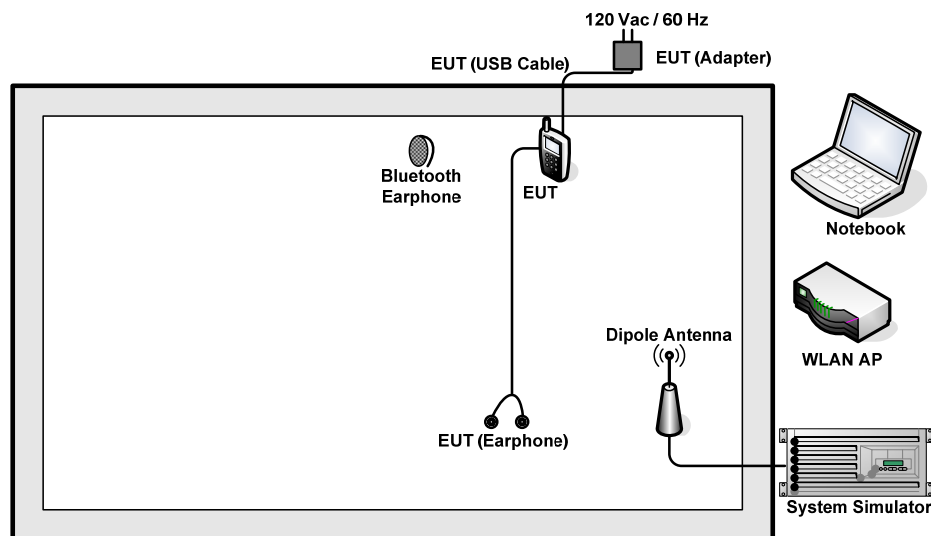 120 Vac / 60 Hz
EUT (USB Cable)
EUT (Adapter)
Bluetooth
Earphone
EUT
Notebook
WLAN AP
Dipole Antenna
EUT (Earphone)
System Simulator